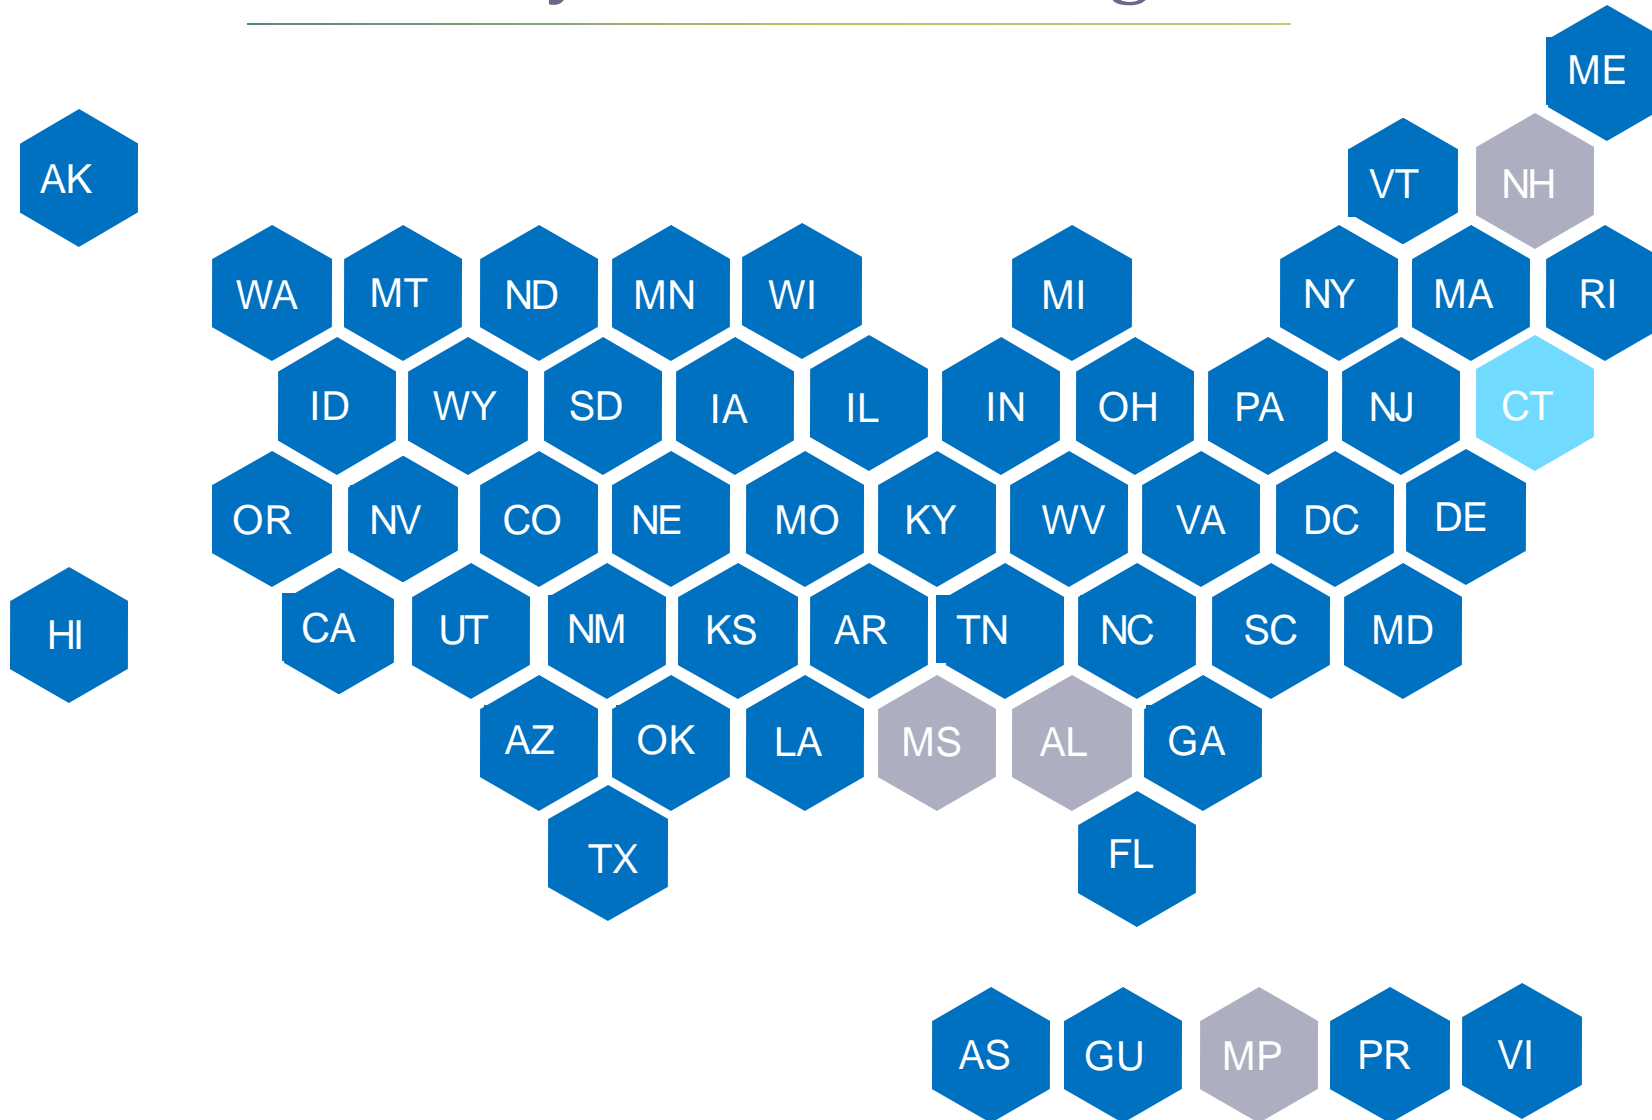 ME
AK VT NH
WA MT ND MN WI MI NY MA RI
ID WY SD IA IL IN OH PA NJ CT
OR NV CO NE MO KY WV VA DC DE
HI CA UT NM KS AR TN NC SC MD
AZ OK LA MS AL GA
TX FL
AS GU MP PR VI